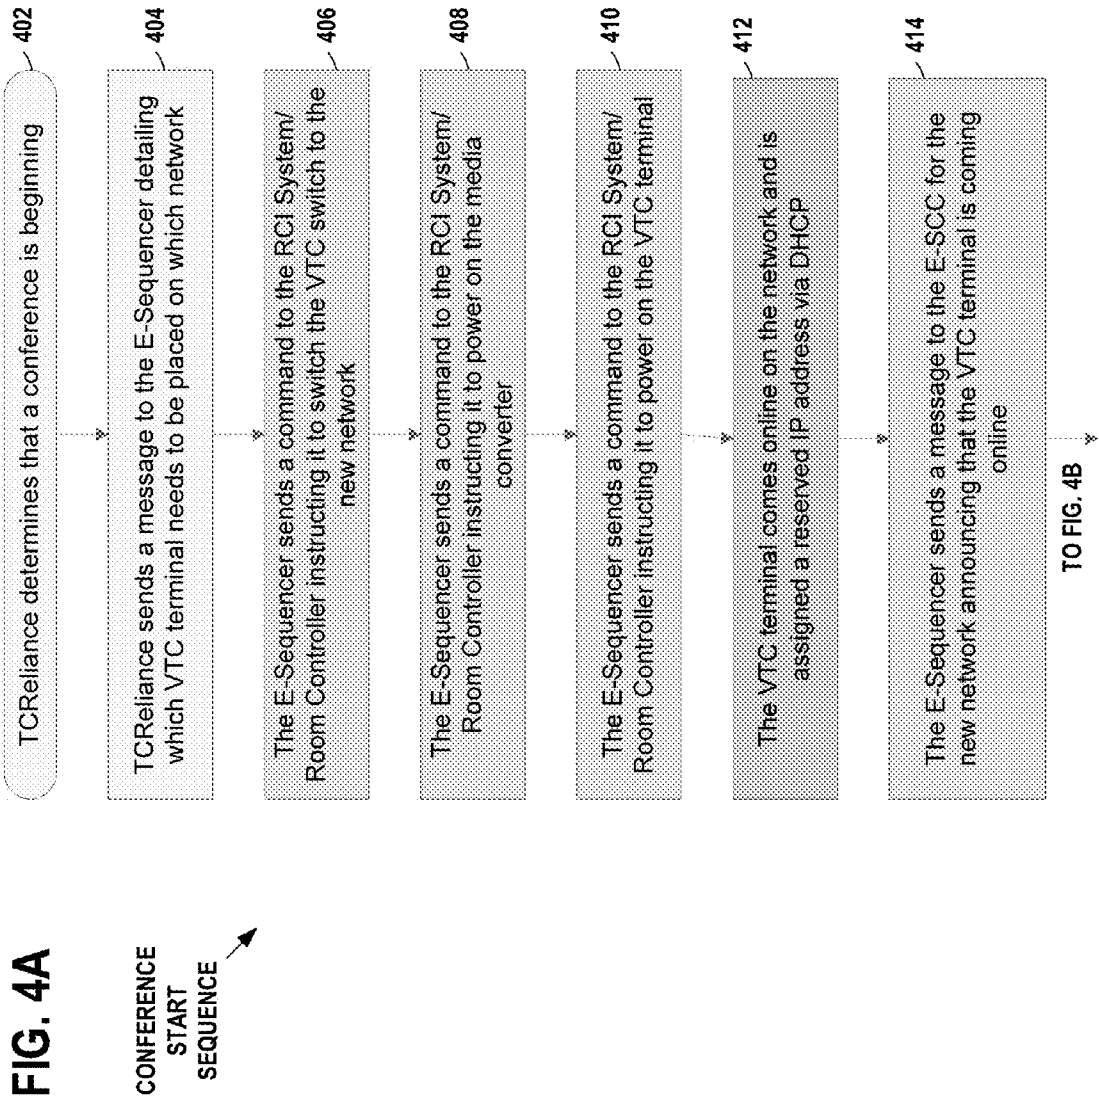 FIG. 4A
CONFERENCE
START
SEQUENCE
402
TCReliance determines that a conference is beginning
404
TCReliance sends a message to the E-Sequencer detailing
which VTC terminal needs to be placed on which network
406
The E-Sequencer sends a command to the RCI System/
Room Controller instructing it to switch the VTC switch to the
new network
408
The E-Sequencer sends a command to the RCI System/
Room Controller instructing it to power on the media
converter
410
The E-Sequencer sends a command to the RCI System/
Room Controller instructing it to power on the VTC terminal
412
The VTC terminal comes online on the network and is
assigned a reserved IP address via DHCP
414
The E-Sequencer sends a message to the E-SCC for the
new network announcing that the VTC terminal is coming
online
TO FIG. 4B